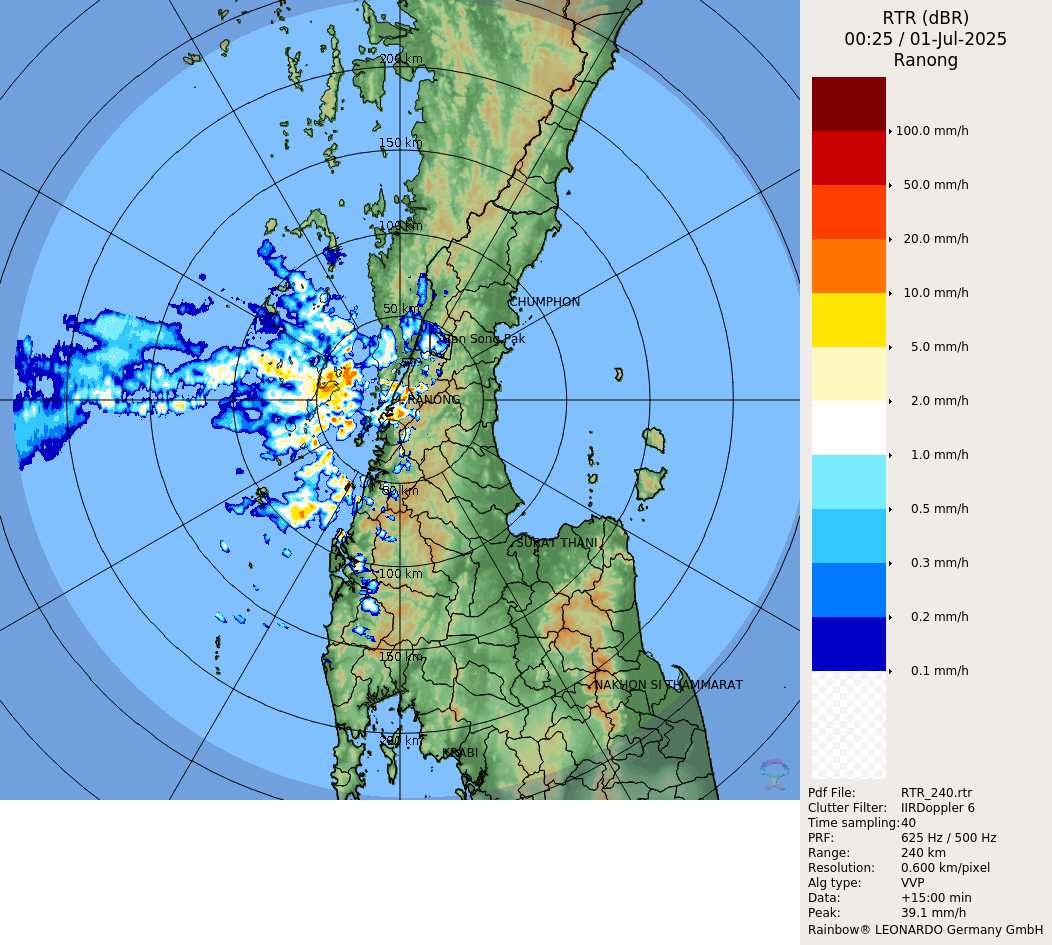 RTR (dBR)
00:25 / 01-Jul-2025
Ranong
100.0 mm/h
50.0 mm/h
20.0 mm/h
10.0 mm/h
5.0 mm/h
2.0 mm/h
1.0 mm/h
0.5 mm/h
0.3 mm/h
0.2 mm/h
0.1 mm/h
Pdf File: RTR_240.rtr
Clutter Filter: IIRDoppler 6
Time sampling: 40
PRF: 625 Hz / 500 Hz
Range: 240 km
Resolution: 0.600 km/pixel
Alg type: VVP
Data: +15:00 min
Peak: 39.1 mm/h
Rainbow® LEONARDO Germany GmbH
200 km
150 km
100 km
CHUMPHON
50 km
Ban Song Pak
RANONG
50 km
SURAT THANI
100 km
150 km
NAKHON SI THAMMARAT
200 km
KRABI